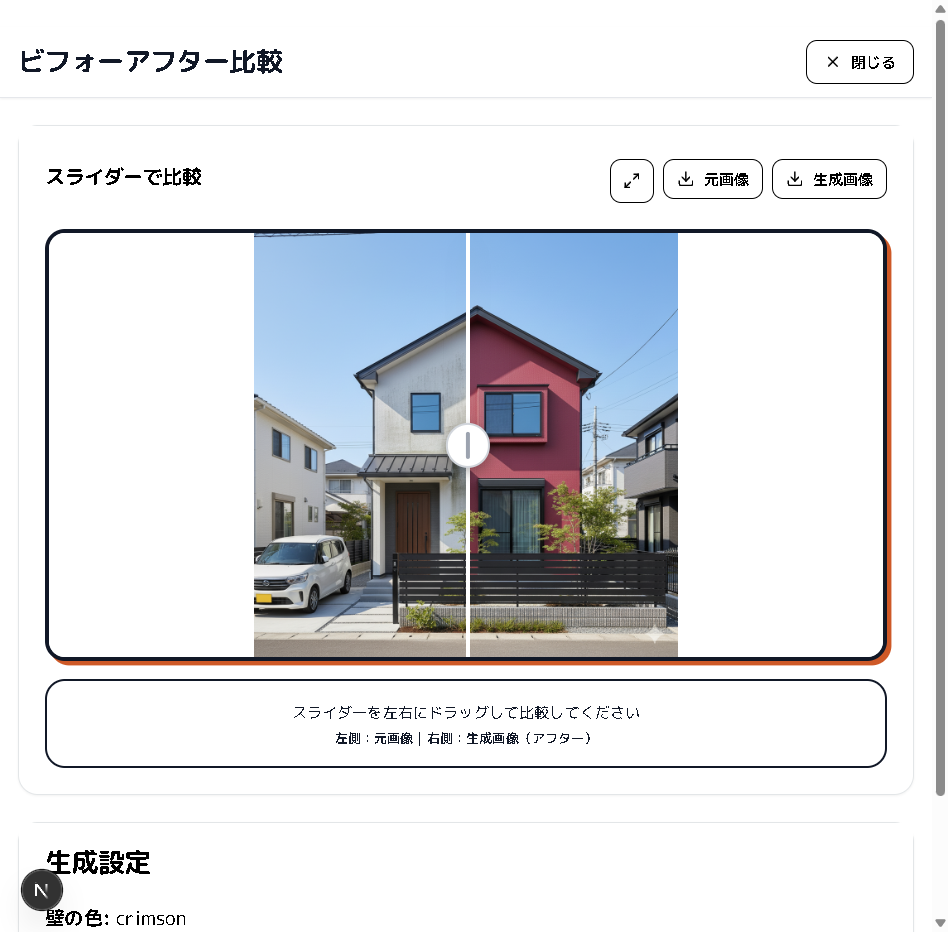 ビフォーアフター比較
閉じる
スライダーで比較
元画像
生成画像
スライダーを左右にドラッグして比較してください
左側：元画像 | 右側：生成画像（アフター）
生成設定
N
壁の色: crimson